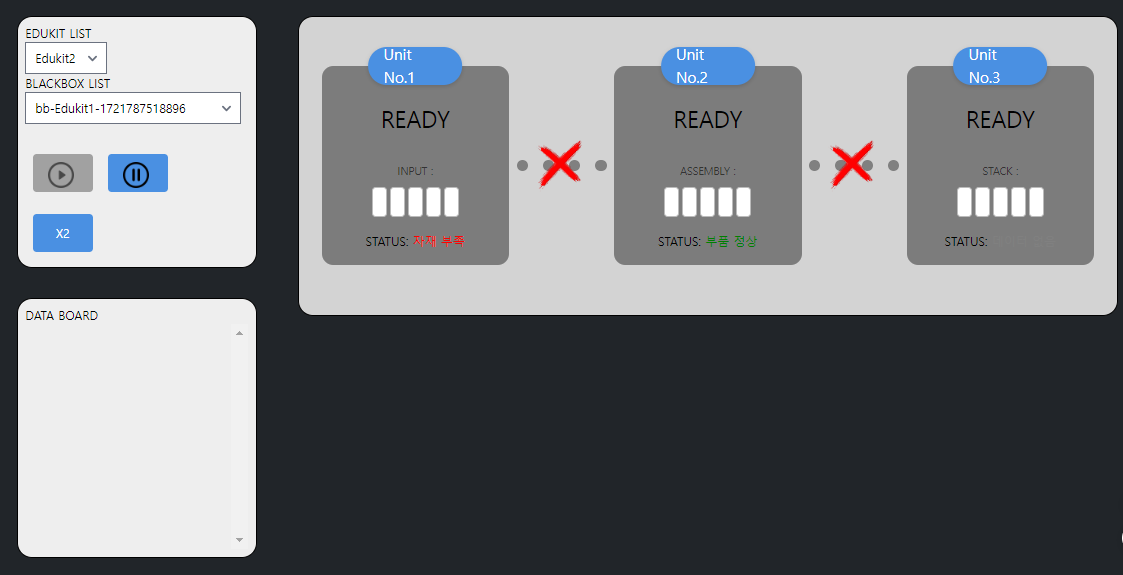 EDUKIT LIST
Edukit2
BLACKBOX LIST
bb-Edukit1-1721787518896
X2
DATA BOARD
Unit
No.1
READY
INPUT :
STATUS: 자재 부족
Unit
No.2
READY
ASSEMBLY :
STATUS: 부품 정상
Unit
No.3
READY
STACK :
STATUS: